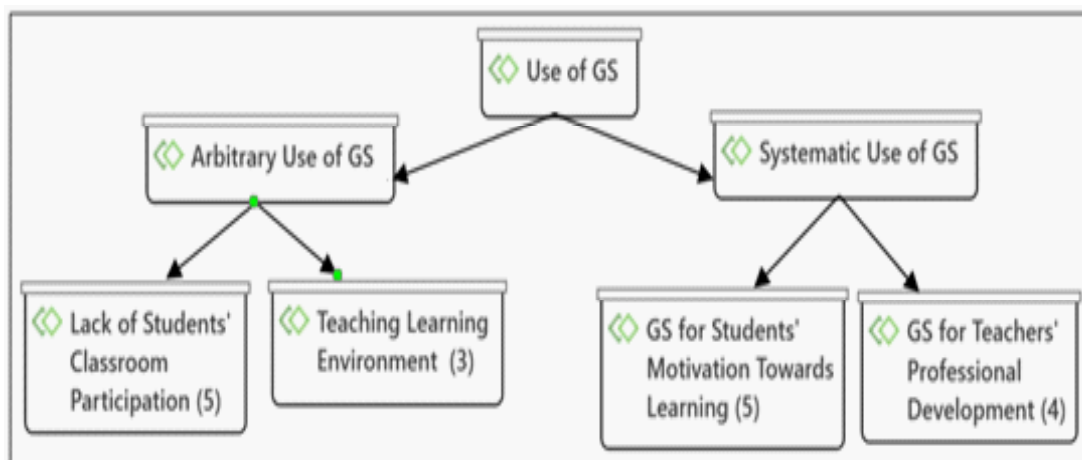 Use of GS
Arbitrary Use of GS
Systematic Use of GS
Lack of Students'
Classroom
Participation (5)
Teaching Learning
Environment (3)
GS for Students'
Motivation Towards
Learning (5)
GS for Teachers'
Professional
Development (4)